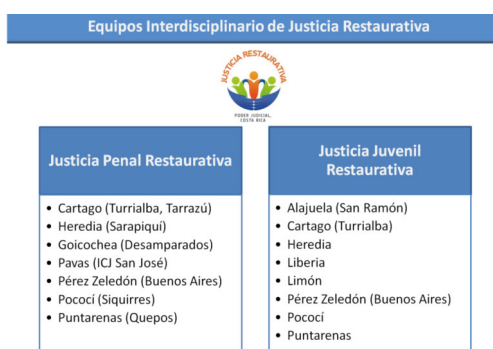 Equipos Interdisciplinario de Justicia Restaurativa
JUSTICIA RESTAURATIVA
PODER JUDICIAL,
COSTA RICA
Justicia Penal Restaurativa
• Cartago (Turrialba, Tarrazú)
• Heredia (Sarapiquí)
• Goicochea (Desamparados)
• Pavas (ICJ San José)
• Pérez Zeledón (Buenos Aires)
• Pococí (Siquirres)
• Puntarenas (Quepos)
Justicia Juvenil
Restaurativa
• Alajuela (San Ramón)
• Cartago (Turrialba)
• Heredia
• Liberia
• Limón
• Pérez Zeledón (Buenos Aires)
• Pococí
• Puntarenas